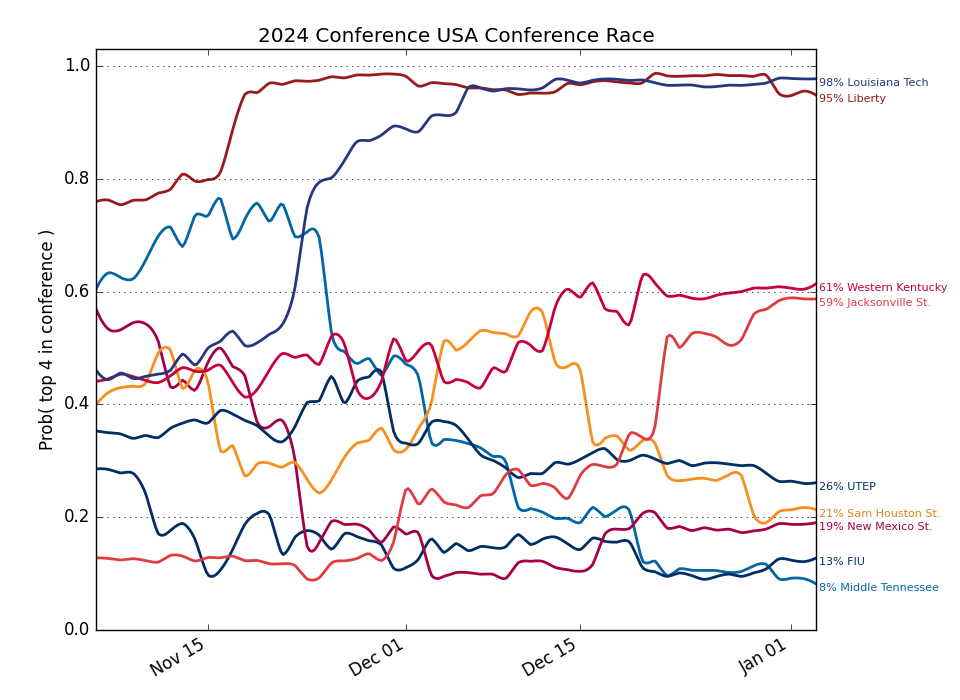 2024 Conference USA Conference Race
Prob( top 4 in conference )
1.0
0.8
0.6
0.4
0.2
0.0
Nov 15
Dec 01
Dec 15
Jan 01
98% Louisiana Tech
95% Liberty
61% Western Kentucky
59% Jacksonville St.
26% UTEP
21% Sam Houston St.
19% New Mexico St.
13% FIU
8% Middle Tennessee